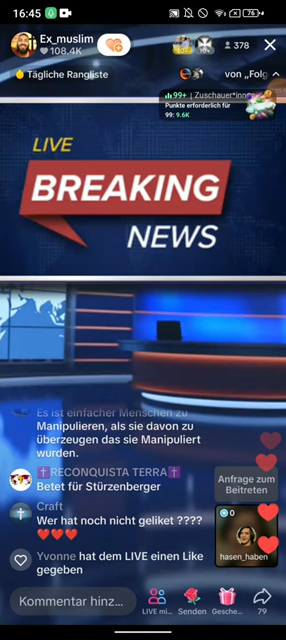 16:45
76
Ex_muslim
108.4K
378
Tägliche Rangliste
von „Folg
99+ | Zuschauer*innen
Punkte erforderlich für
99: 9.6K
LIVE
BREAKING
NEWS
Es ist einfacher Menschen zu
Manipulieren, als sie davon zu
überzeugen das sie Manipuliert
wurden.
RECONQUISTA TERRA
Betet für Stürzenberger
Anfrage zum
Beitreten
Craft
Wer hat noch nicht geliket ????
0
hasen_haben
Yvonne hat dem LIVE einen Like
gegeben
Kommentar hinz...
LIVE mi...
Senden
Gesche...
79